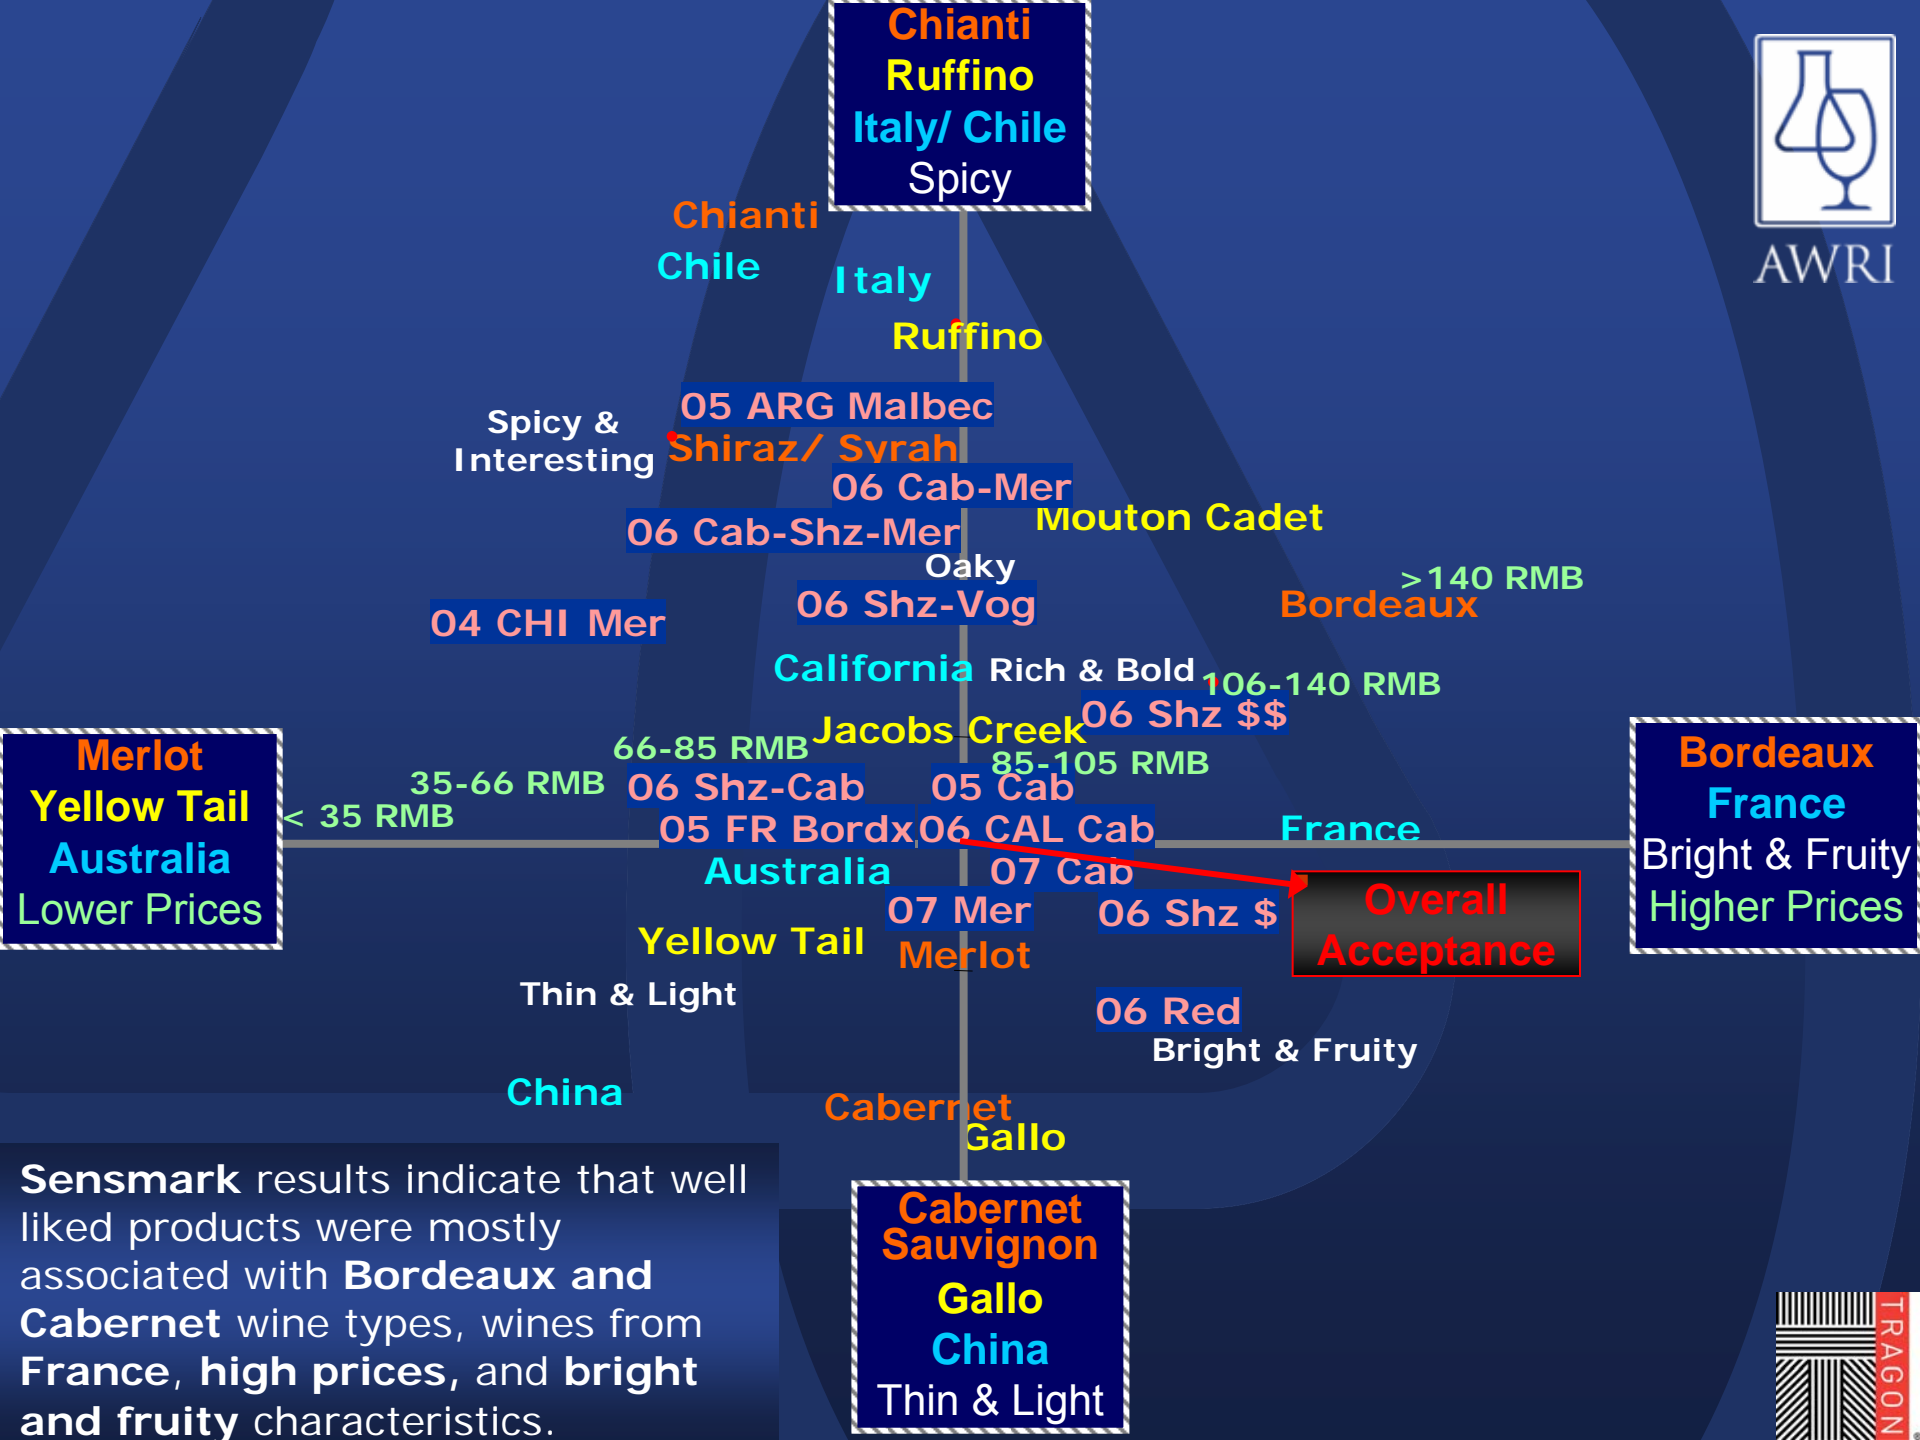 Chianti
Ruffino
Italy/ Chile
Spicy
AWRI
Chianti
Chile
Italy
Ruffino
05 ARG Malbec
Spicy &
Interesting
Shiraz/ Syrah
06 Cab-Mer
Mouton Cadet
06 Cab-Shz-Mer
Oaky
>140 RMB
06 Shz-Vog
Bordeaux
04 CHI Mer
California
Rich & Bold
106-140 RMB
06 Shz $$
Jacobs Creek
66-85 RMB
85-105 RMB
35-66 RMB
06 Shz-Cab
05 Cab
< 35 RMB
05 FR Bordx
06 CAL Cab
France
Merlot
Yellow Tail
Australia
Lower Prices
Bordeaux
France
Bright & Fruity
Higher Prices
Australia
07 Cab
07 Mer
06 Shz $
Overall
Acceptance
Yellow Tail
Merlot
Thin & Light
06 Red
Bright & Fruity
China
Cabernet
Gallo
Sensmark results indicate that well
liked products were mostly
associated with Bordeaux and
Cabernet wine types, wines from
France, high prices, and bright
and fruity characteristics.
Cabernet
Sauvignon
Gallo
China
Thin & Light
TRAGON